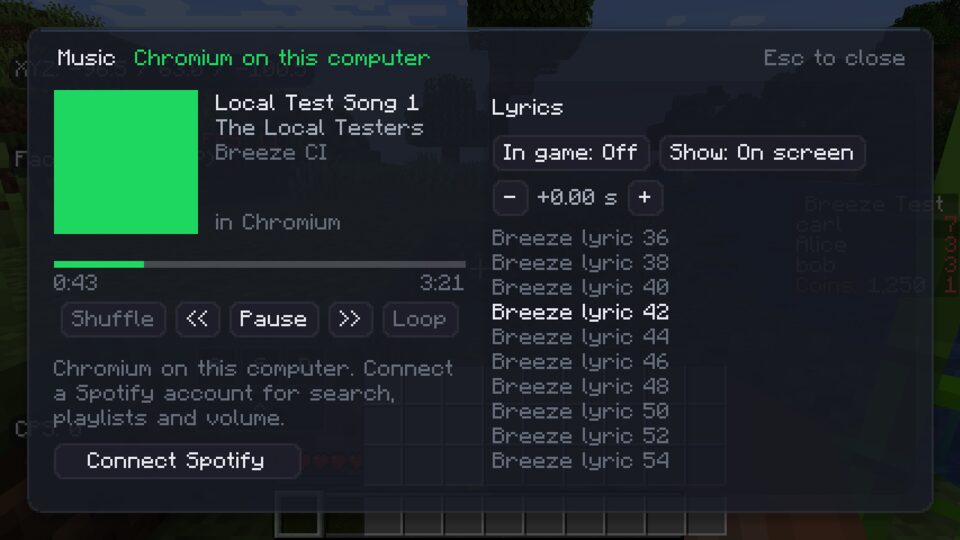 Music Chromium on this computer
Esc to close
Local Test Song 1
The Local Testers
Breeze CI
in Chromium
0:43
3:21
Shuffle << Pause >> Loop
Chromium on this computer. Connect
a Spotify account for search,
playlists and volume.
Connect Spotify
Lyrics
In game: Off Show: On screen
- +0.00 s +
Breeze lyric 36
Breeze lyric 38
Breeze lyric 40
Breeze lyric 42
Breeze lyric 44
Breeze lyric 46
Breeze lyric 48
Breeze lyric 50
Breeze lyric 52
Breeze lyric 54
Breeze Test
carl
Alice
bob
Coins: 1,250